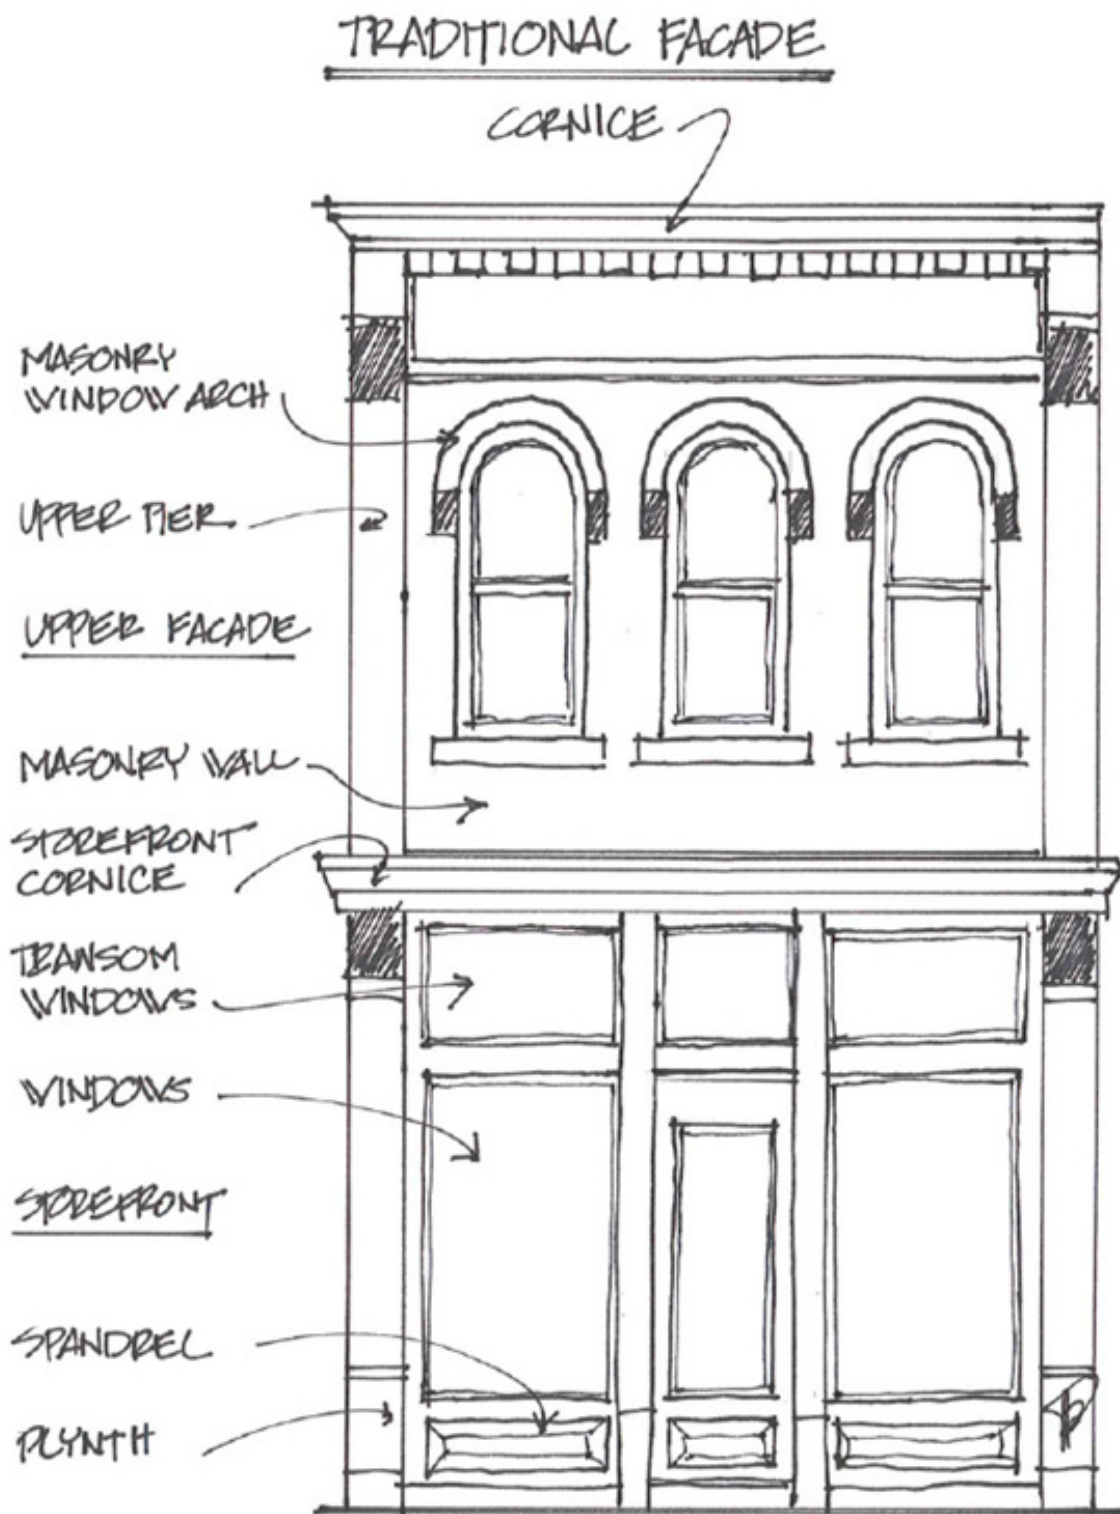 TRADITIONAL FACADE
CORNICE
MASONRY
WINDOW ARCH
UPPER PIER
UPPER FACADE
MASONRY WALL
STOREFRONT
CORNICE
TRANSOM
WINDOWS
WINDOWS
STOREFRONT
SPANDREL
PLYNTH